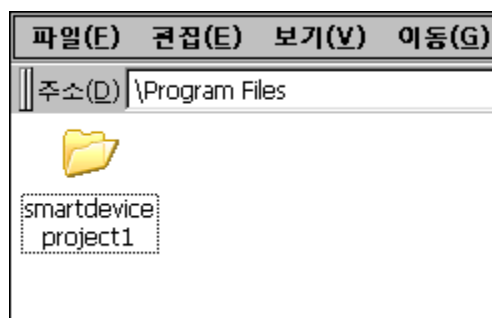 파일(F) 편집(E) 보기(V) 이동(G)
주소(D) \Program Files
smartdevice
project1